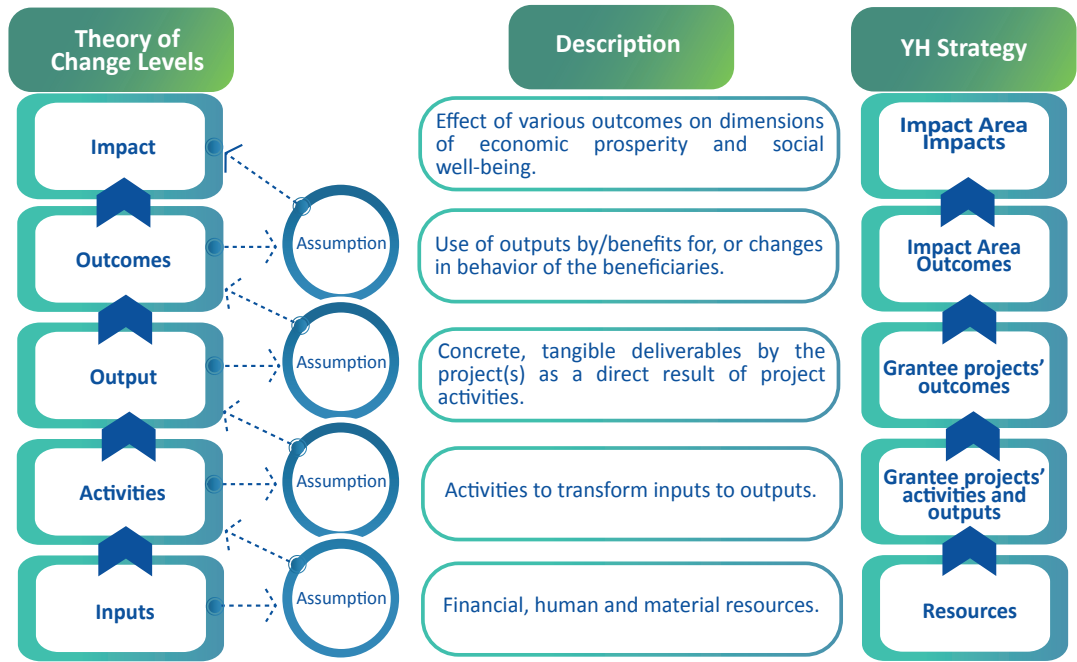 Theory of
Change Levels
Description
YH Strategy
Impact
Effect of various outcomes on dimensions
of economic prosperity and social
well-being.
Impact Area
Impacts
Assumption
Outcomes
Use of outputs by/benefits for, or changes
in behavior of the beneficiaries.
Impact Area
Outcomes
Assumption
Output
Concrete, tangible deliverables by the
project(s) as a direct result of project
activities.
Grantee projects’
outcomes
Assumption
Activities
Activities to transform inputs to outputs.
Grantee projects’
activities and
outputs
Assumption
Inputs
Financial, human and material resources.
Resources